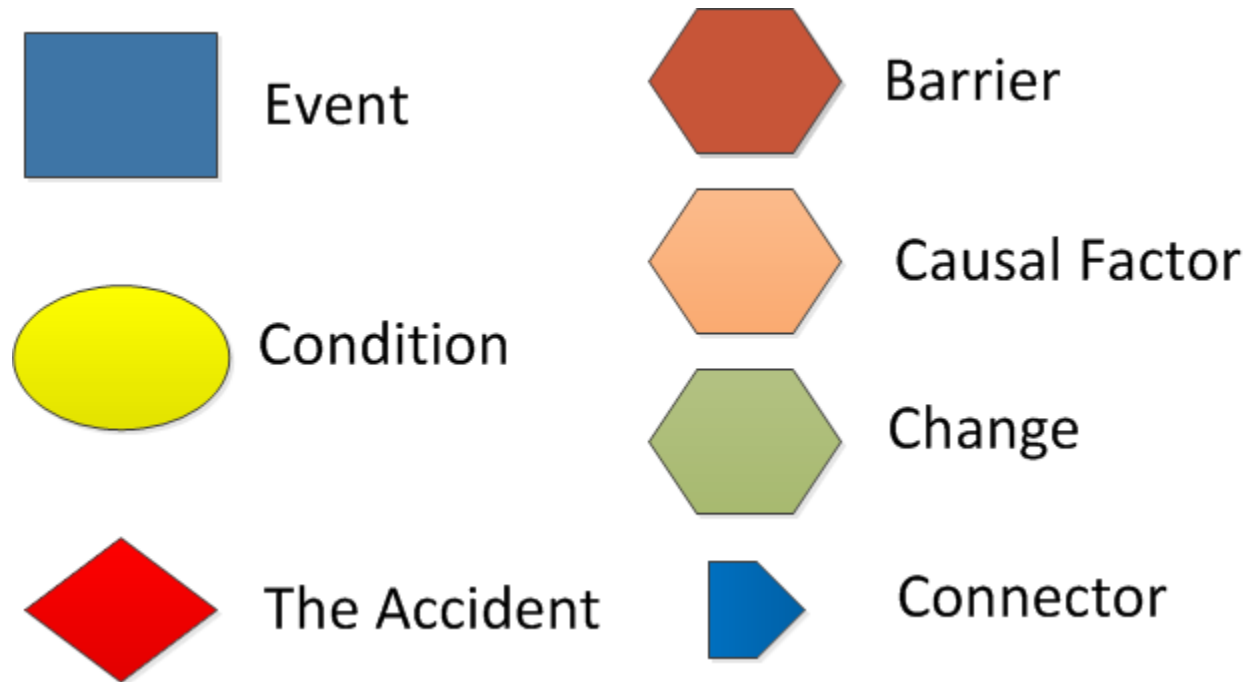 Event
Condition
The Accident
Barrier
Causal Factor
Change
Connector